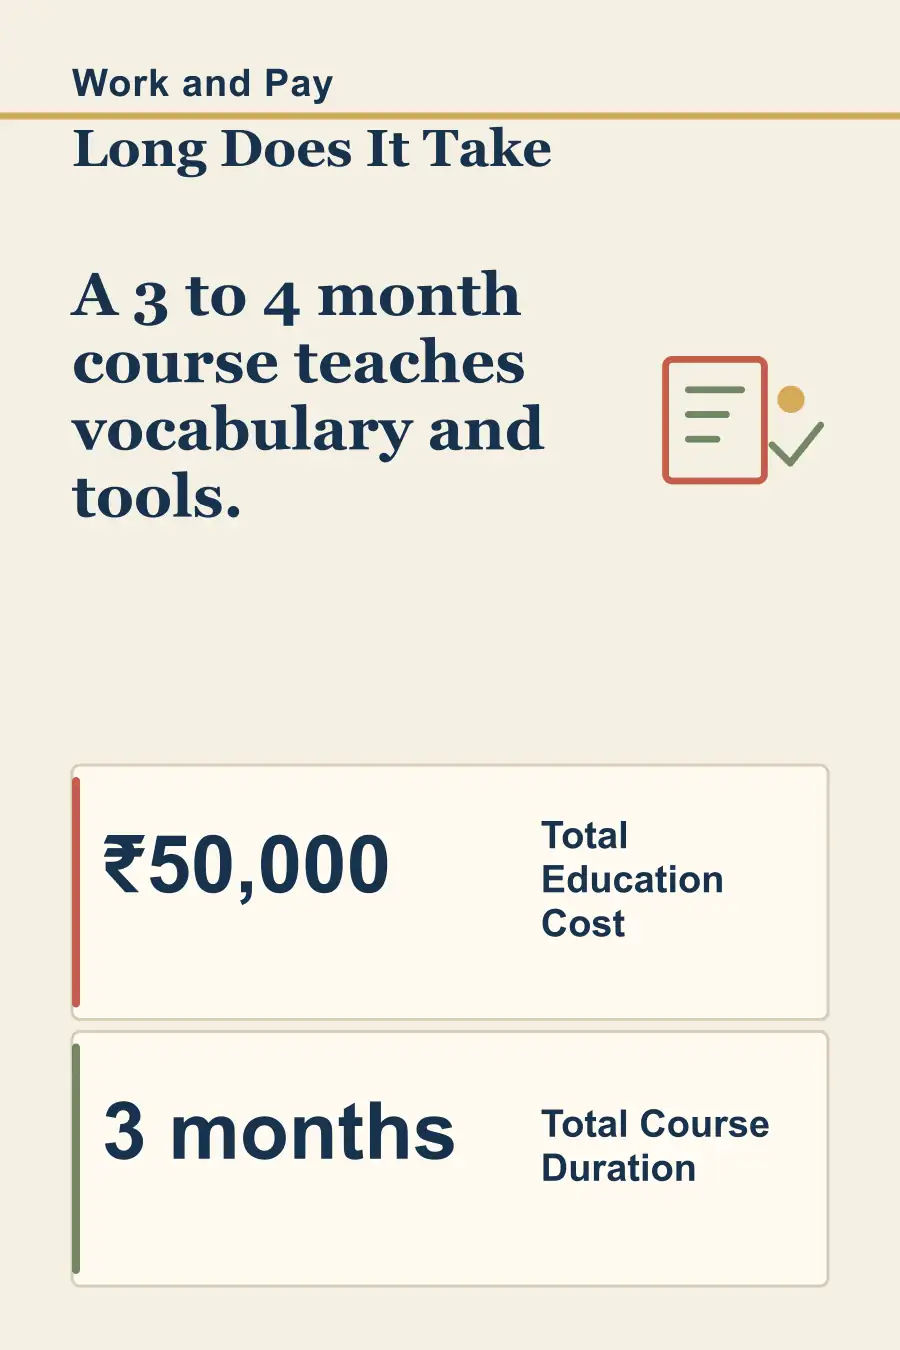 Work and Pay
Long Does It Take
A 3 to 4 month
course teaches
vocabulary and
tools.
₹50,000
Total
Education
Cost
3 months
Total Course
Duration